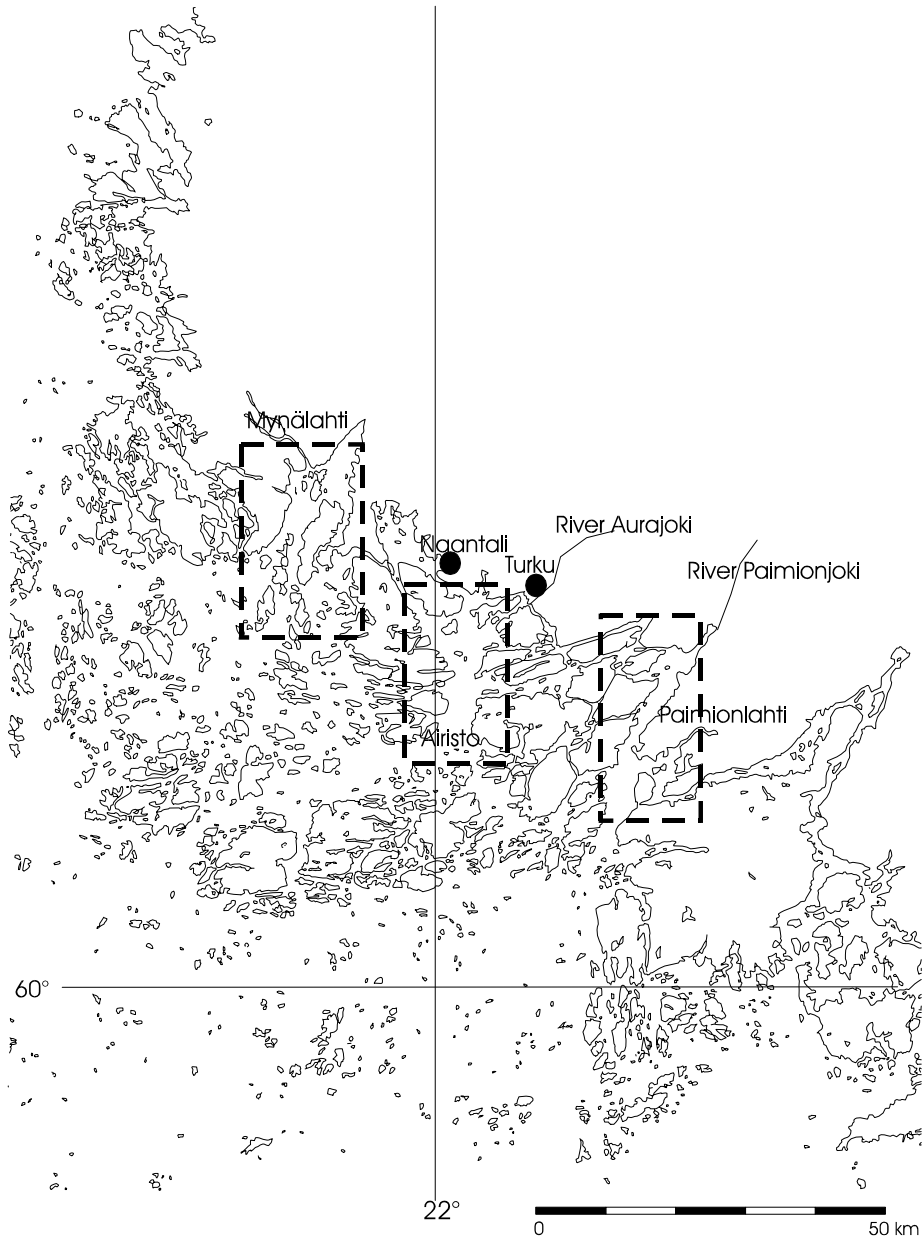 Mynälahti
River Aurajoki
Naantali
Turku
River Paimionjoki
Paimionlahti
Airisto
60°
22°
0
50 km